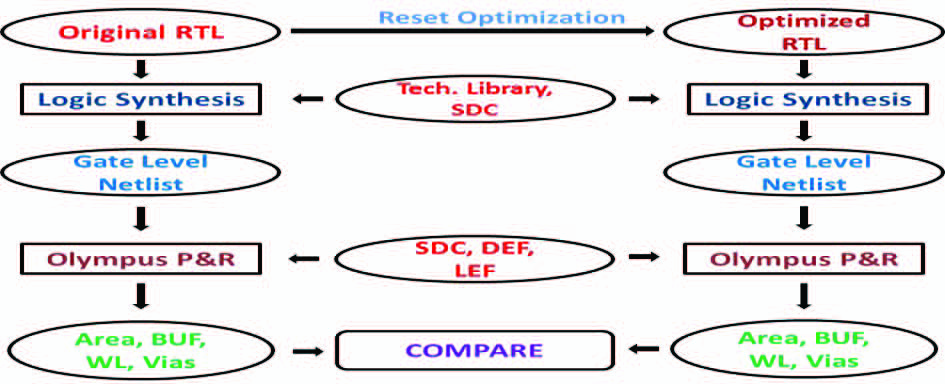 Reset Optimization
Original RTL
Optimized
RTL
Logic Synthesis
Tech. Library,
SDC
Logic Synthesis
Gate Level
Netlist
Gate Level
Netlist
Olympus P&R
SDC, DEF,
LEF
Olympus P&R
Area, BUF,
WL, Vias
COMPARE
Area, BUF,
WL, Vias